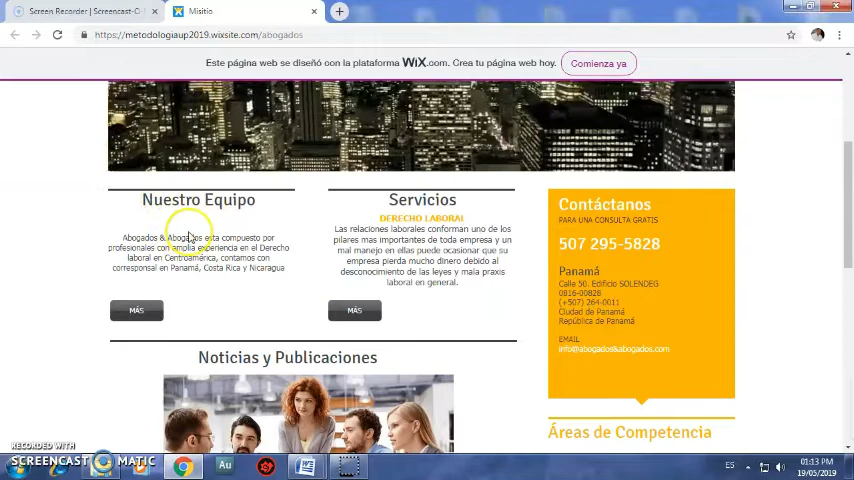 Screen Recorder | Screencast-O-
Misitio
https://metodologiaup2019.wixsite.com/abogados
Este página web se diseñó con la plataforma WiX.com. Crea tu página web hoy.
Comienza ya
Nuestro Equipo
Abogados & Abogados esta compuesto por
profesionales con amplia experiencia en el Derecho
laboral en Centroamérica, contamos con
corresponsal en Panamá, Costa Rica y Nicaragua
MÁS
Servicios
DERECHO LABORAL
Las relaciones laborales conforman uno de los
pilares mas importantes de toda empresa y un
mal manejo en ellas puede ocasionar que su
empresa pierda mucho dinero debido al
desconocimiento de las leyes y mala praxis
laboral en general.
MÁS
Contáctanos
PARA UNA CONSULTA GRATIS
507 295-5828
Panamá
Calle 50. Edificio SOLENDEG
0816-00828
(+507) 264-0011
Ciudad de Panamá
República de Panamá
EMAIL
info@abogados&abogados.com
Noticias y Publicaciones
Áreas de Competencia
RECORDED WITH
SCREENCAST MATIC
Au
W
ES
01:13 PM
19/05/2019